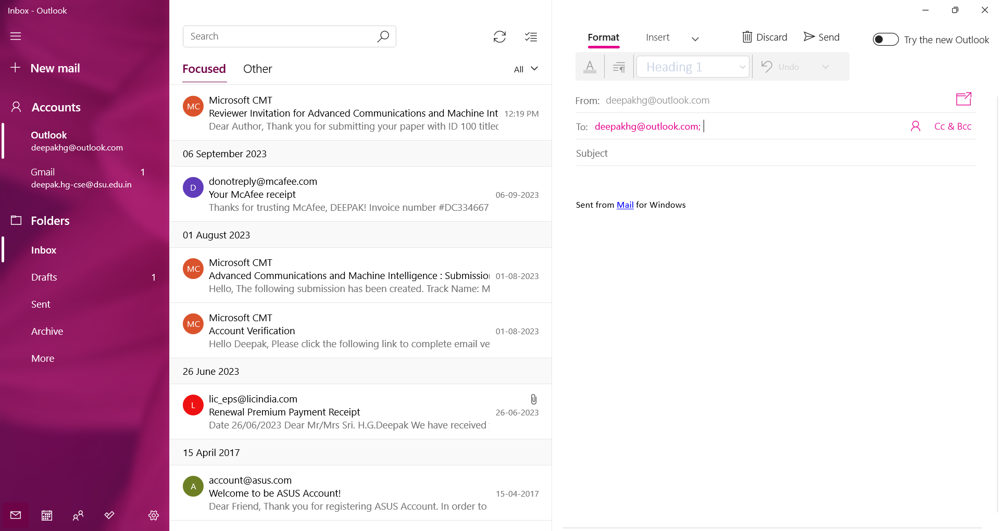 Inbox - Outlook
New mail
Accounts
Outlook
deepakhg@outlook.com
Gmail 1
deepak.hg-cse@dsu.edu.in
Folders
Inbox
Drafts 1
Sent
Archive
More
Search
Focused Other All
MC
Microsoft CMT
Reviewer Invitation for Advanced Communications and Machine Int 12:19 PM
Dear Author, Thank you for submitting your paper with ID 100 titled
06 September 2023
D
donotreply@mcafee.com
Your McAfee receipt 06-09-2023
Thanks for trusting McAfee, DEEPAK! Invoice number #DC334667
01 August 2023
MC
Microsoft CMT
Advanced Communications and Machine Intelligence : Submission 01-08-2023
Hello, The following submission has been created. Track Name: M
MC
Microsoft CMT
Account Verification 01-08-2023
Hello Deepak, Please click the following link to complete email ve
26 June 2023
L
lic_eps@licindia.com
Renewal Premium Payment Receipt 26-06-2023
Date 26/06/2023 Dear Mr/Mrs Sri. H.G.Deepak We have received
15 April 2017
A
account@asus.com
Welcome to be ASUS Account! 15-04-2017
Dear Friend, Thank you for registering ASUS Account. In order to
Format Insert Discard Send Try the new Outlook
A Heading 1 Undo
From: deepakhg@outlook.com
To: deepakhg@outlook.com; Cc & Bcc
Subject
Sent from Mail for Windows